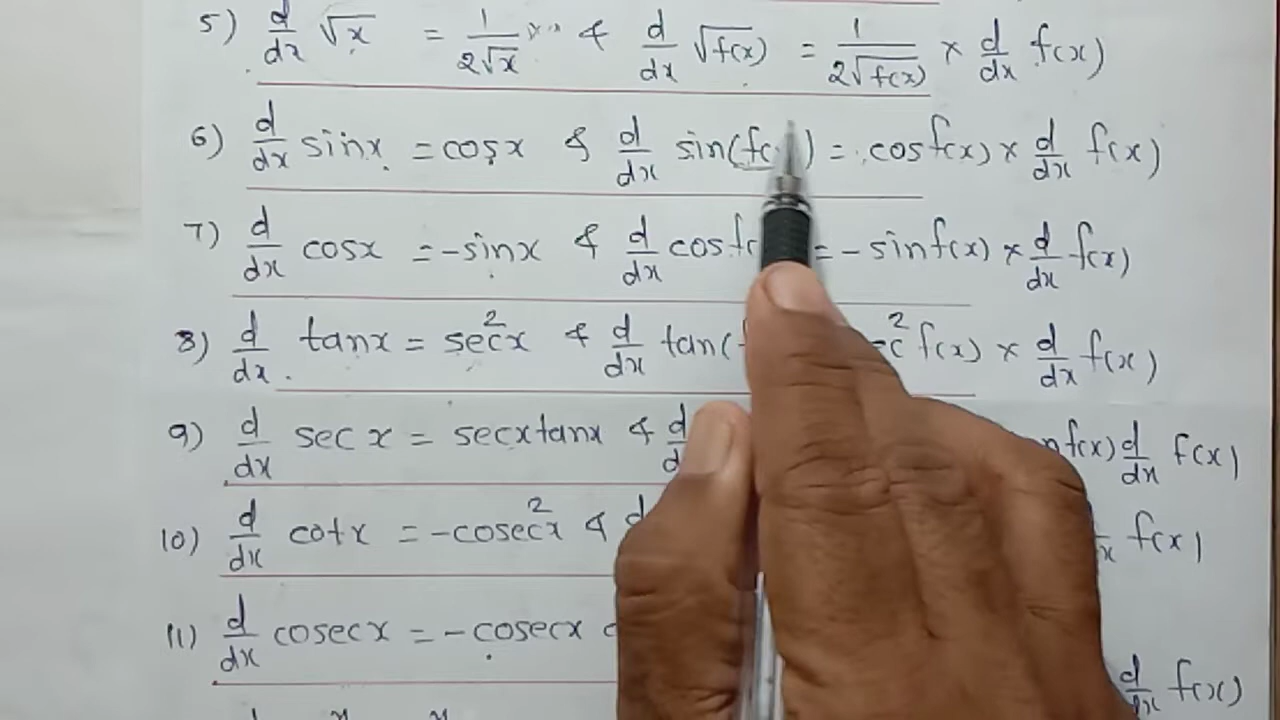 5) d/dx √x = 1/2√x & d/dx √f(x) = 1/2√f(x) × d/dx f(x)
6) d/dx sinx = cosx & d/dx sin(f( ) = cosf(x) × d/dx f(x)
7) d/dx cosx = -sinx & d/dx cosf( = -sinf(x) × d/dx f(x)
8) d/dx tanx = sec²x & d/dx tan( c² f(x) × d/dx f(x)
9) d/dx secx = secxtanx & d/d f(x) d/dx f(x)
10) d/dx cotx = -cosec²x & d x f(x)
11) d/dx cosecx = -cosecx d/dx f(x)